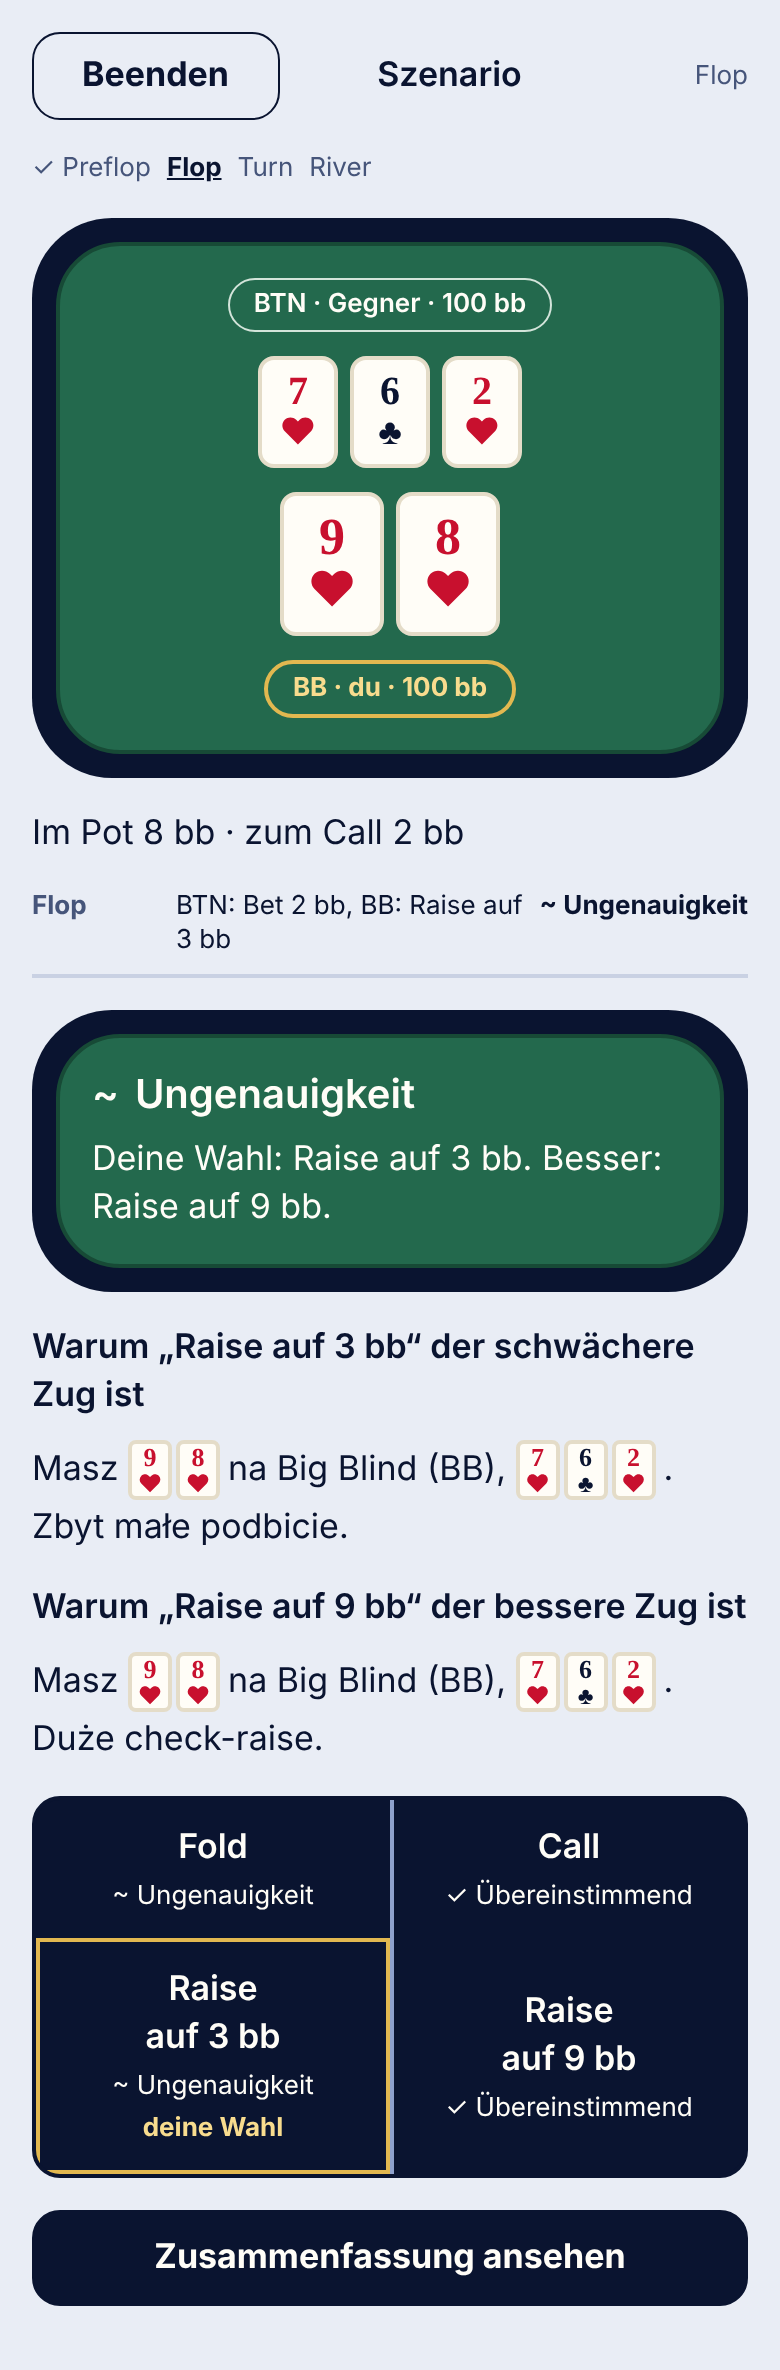 Beenden
Szenario
Flop
✓ Preflop Flop Turn River
BTN · Gegner · 100 bb
7♥ 6♣ 2♥
9♥ 8♥
BB · du · 100 bb
Im Pot 8 bb · zum Call 2 bb
Flop BTN: Bet 2 bb, BB: Raise auf ~ Ungenauigkeit
3 bb
~ Ungenauigkeit
Deine Wahl: Raise auf 3 bb. Besser:
Raise auf 9 bb.
Warum „Raise auf 3 bb“ der schwächere
Zug ist
Masz 9♥ 8♥ na Big Blind (BB), 7♥ 6♣ 2♥ .
Zbyt małe podbicie.
Warum „Raise auf 9 bb“ der bessere Zug ist
Masz 9♥ 8♥ na Big Blind (BB), 7♥ 6♣ 2♥ .
Duże check-raise.
Fold
~ Ungenauigkeit
Call
✓ Übereinstimmend
Raise
auf 3 bb
~ Ungenauigkeit
deine Wahl
Raise
auf 9 bb
✓ Übereinstimmend
Zusammenfassung ansehen